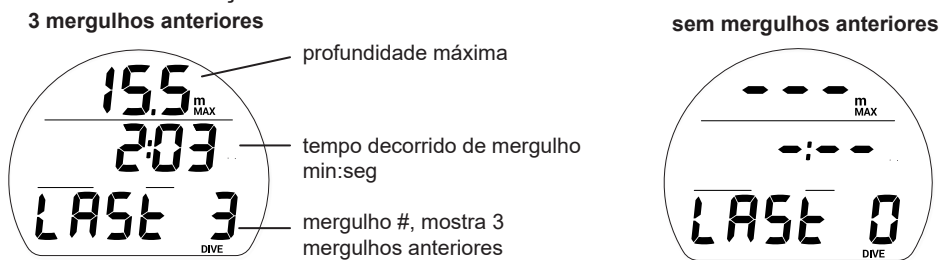 3 mergulhos anteriores
15.5 m MAX
2:03
LASt 3
DIVE
profundidade máxima
tempo decorrido de mergulho
min:seg
mergulho #, mostra 3
mergulhos anteriores
sem mergulhos anteriores
--- m MAX
-:--
LASt 0
DIVE